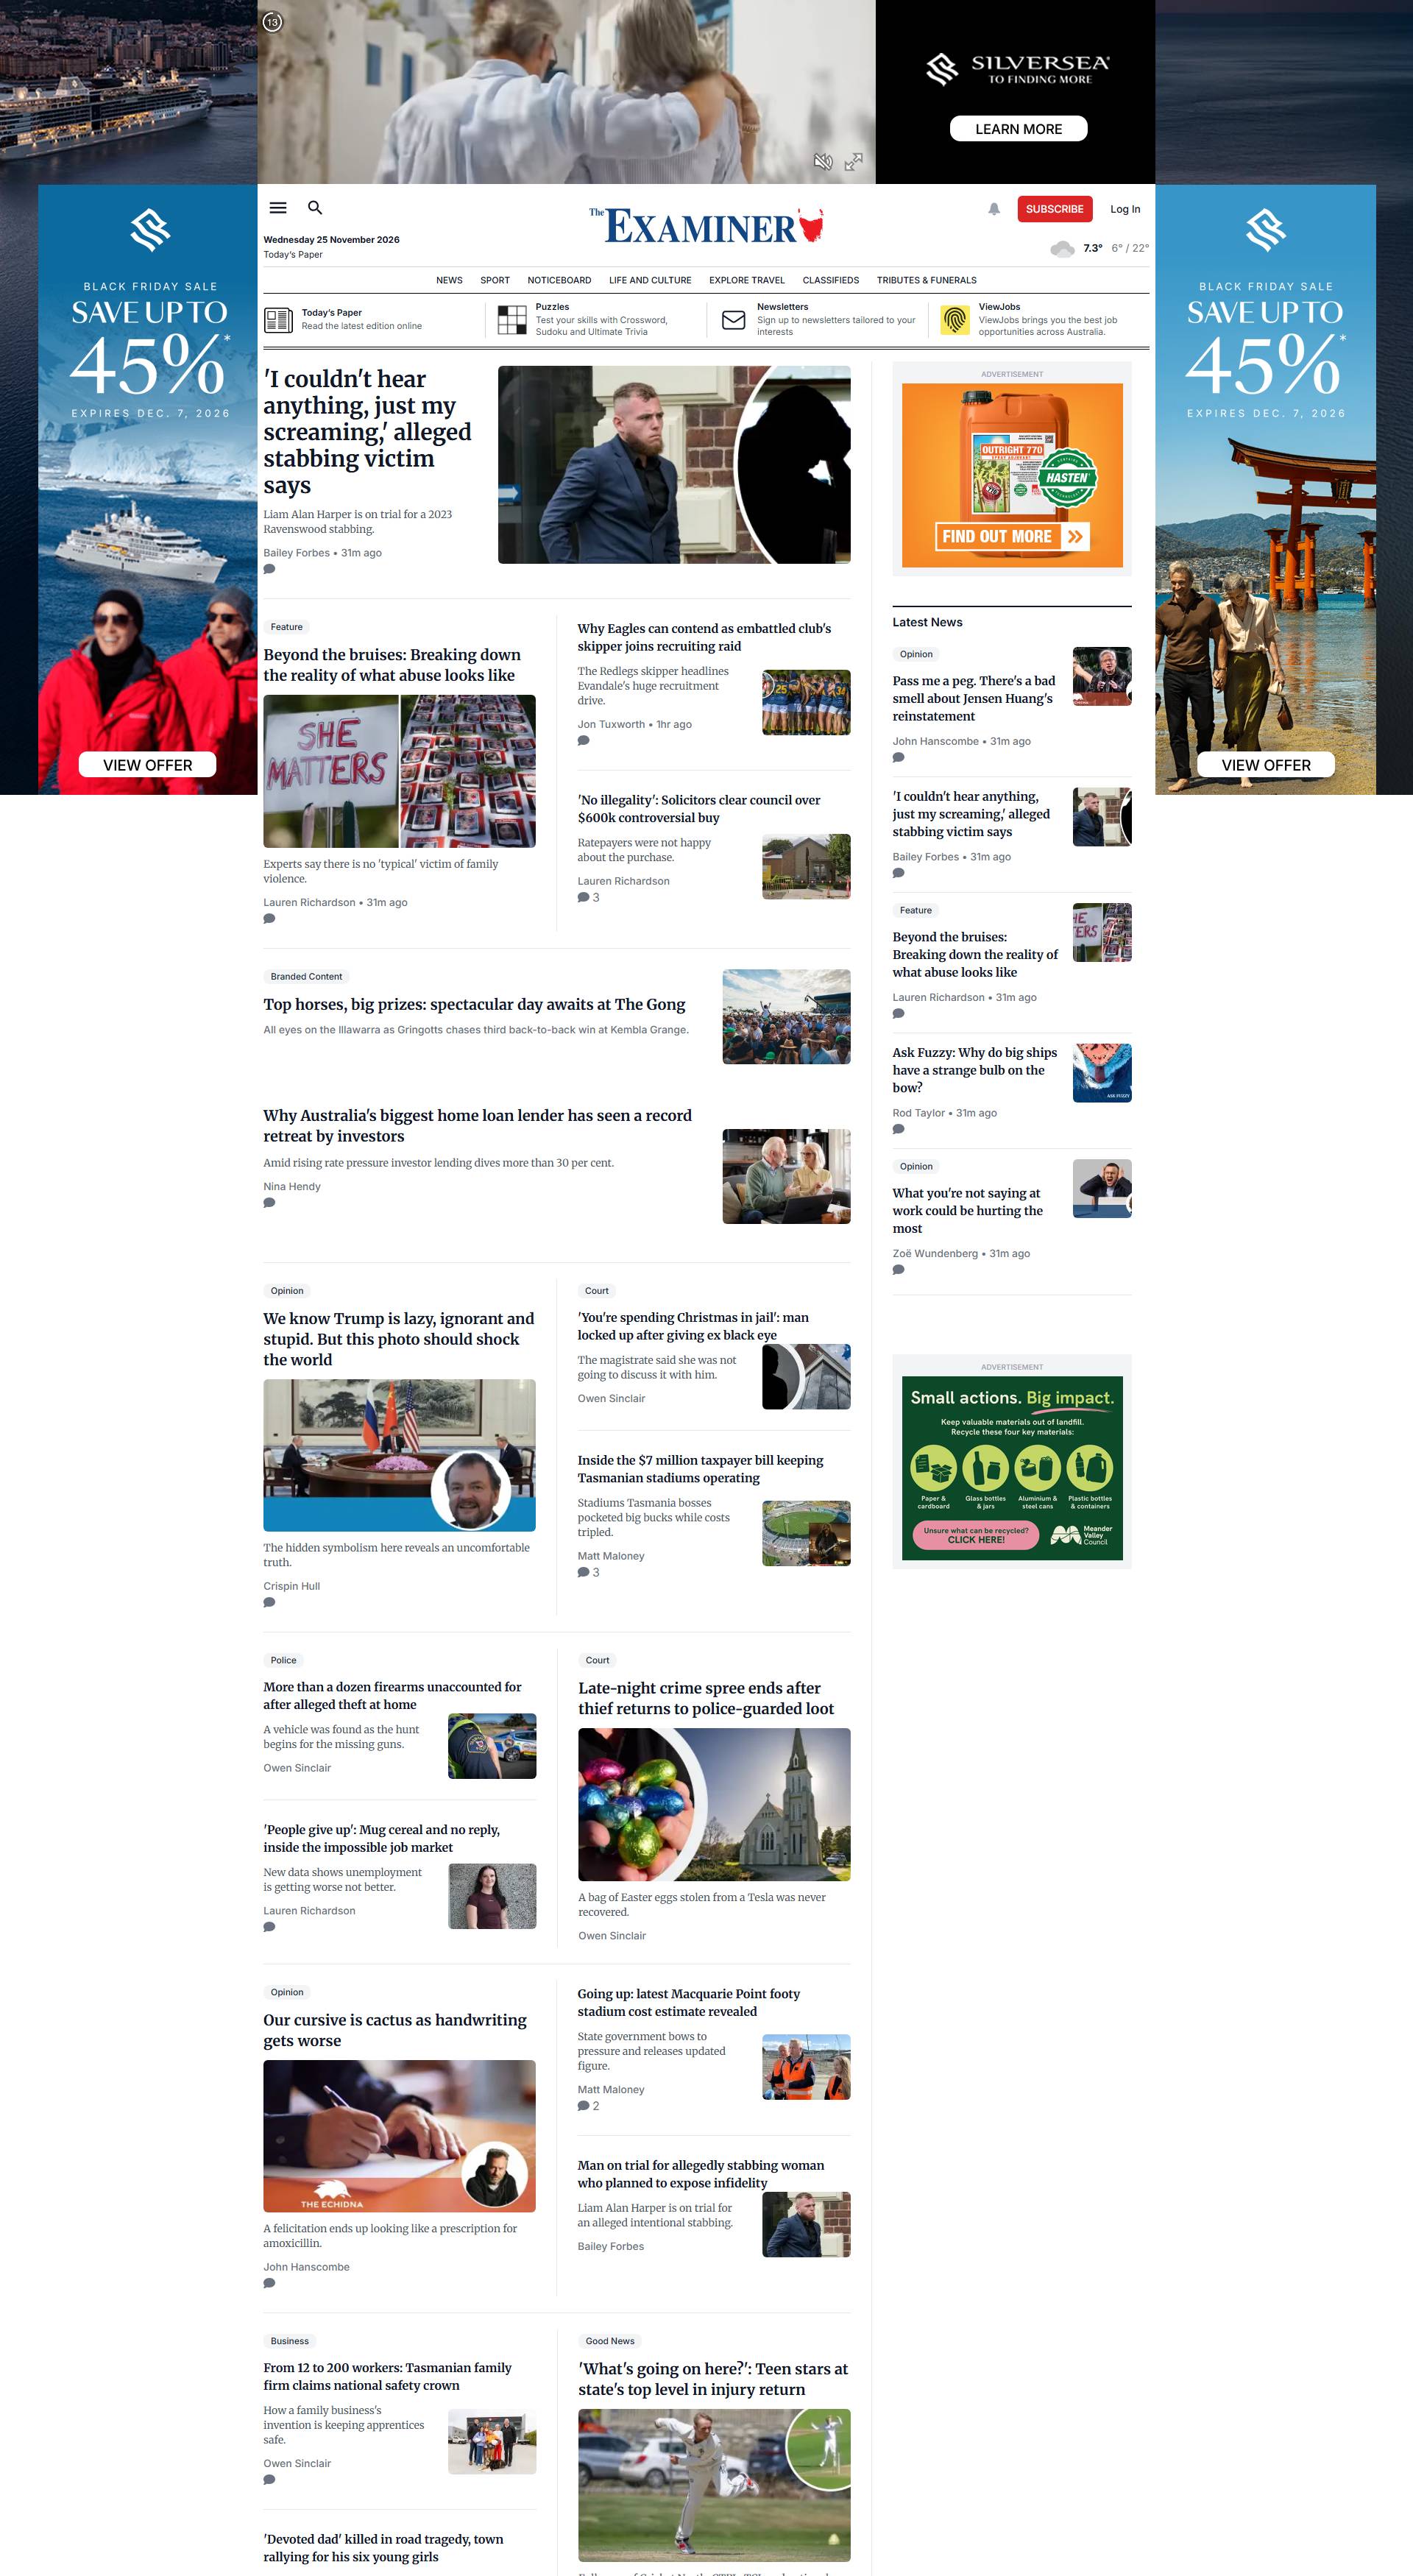 13
SILVERSEA
TO FINDING MORE
LEARN MORE
BLACK FRIDAY SALE
SAVE UP TO
45%*
EXPIRES DEC. 7, 2026
VIEW OFFER
The EXAMINER
SUBSCRIBE
Log In
Wednesday 25 November 2026
Today's Paper
7.3° 6° / 22°
NEWS SPORT NOTICEBOARD LIFE AND CULTURE EXPLORE TRAVEL CLASSIFIEDS TRIBUTES & FUNERALS
Today's Paper
Read the latest edition online
Puzzles
Test your skills with Crossword,
Sudoku and Ultimate Trivia
Newsletters
Sign up to newsletters tailored to your
interests
ViewJobs
ViewJobs brings you the best job
opportunities across Australia.
'I couldn't hear
anything, just my
screaming,' alleged
stabbing victim
says
Liam Alan Harper is on trial for a 2023
Ravenswood stabbing.
Bailey Forbes • 31m ago
Feature
Beyond the bruises: Breaking down
the reality of what abuse looks like
SHE
MATTERS
Experts say there is no 'typical' victim of family
violence.
Lauren Richardson • 31m ago
Why Eagles can contend as embattled club's
skipper joins recruiting raid
The Redlegs skipper headlines
Evandale's huge recruitment
drive.
25
34
Jon Tuxworth • 1hr ago
'No illegality': Solicitors clear council over
$600k controversial buy
Ratepayers were not happy
about the purchase.
Lauren Richardson
3
Branded Content
Top horses, big prizes: spectacular day awaits at The Gong
All eyes on the Illawarra as Gringotts chases third back-to-back win at Kembla Grange.
Why Australia's biggest home loan lender has seen a record
retreat by investors
Amid rising rate pressure investor lending dives more than 30 per cent.
Nina Hendy
Opinion
We know Trump is lazy, ignorant and
stupid. But this photo should shock
the world
The hidden symbolism here reveals an uncomfortable
truth.
Crispin Hull
Court
'You're spending Christmas in jail': man
locked up after giving ex black eye
The magistrate said she was not
going to discuss it with him.
Owen Sinclair
Inside the $7 million taxpayer bill keeping
Tasmanian stadiums operating
Stadiums Tasmania bosses
pocketed big bucks while costs
tripled.
Matt Maloney
3
Police
More than a dozen firearms unaccounted for
after alleged theft at home
A vehicle was found as the hunt
begins for the missing guns.
Owen Sinclair
'People give up': Mug cereal and no reply,
inside the impossible job market
New data shows unemployment
is getting worse not better.
Lauren Richardson
Court
Late-night crime spree ends after
thief returns to police-guarded loot
A bag of Easter eggs stolen from a Tesla was never
recovered.
Owen Sinclair
Opinion
Our cursive is cactus as handwriting
gets worse
THE ECHIDNA
A felicitation ends up looking like a prescription for
amoxicillin.
John Hanscombe
Going up: latest Macquarie Point footy
stadium cost estimate revealed
State government bows to
pressure and releases updated
figure.
Matt Maloney
2
Man on trial for allegedly stabbing woman
who planned to expose infidelity
Liam Alan Harper is on trial for
an alleged intentional stabbing.
Bailey Forbes
Business
From 12 to 200 workers: Tasmanian family
firm claims national safety crown
How a family business's
invention is keeping apprentices
safe.
Owen Sinclair
'Devoted dad' killed in road tragedy, town
rallying for his six young girls
Good News
'What's going on here?': Teen stars at
state's top level in injury return
ADVERTISEMENT
OUTRIGHT 770
HASTEN
FIND OUT MORE
Latest News
Opinion
Pass me a peg. There's a bad
smell about Jensen Huang's
reinstatement
John Hanscombe • 31m ago
'I couldn't hear anything,
just my screaming,' alleged
stabbing victim says
Bailey Forbes • 31m ago
Feature
Beyond the bruises:
Breaking down the reality of
what abuse looks like
HE
ERS
Lauren Richardson • 31m ago
Ask Fuzzy: Why do big ships
have a strange bulb on the
bow?
ASK FUZZY
Rod Taylor • 31m ago
Opinion
What you're not saying at
work could be hurting the
most
Zoë Wundenberg • 31m ago
ADVERTISEMENT
Small actions. Big impact.
Keep valuable materials out of landfill.
Recycle these four key materials:
Paper &
cardboard
Glass bottles
& jars
Aluminium &
steel cans
Plastic bottles
& containers
Unsure what can be recycled?
CLICK HERE!
Meander
Valley
Council
BLACK FRIDAY SALE
SAVE UP TO
45%*
EXPIRES DEC. 7, 2026
VIEW OFFER